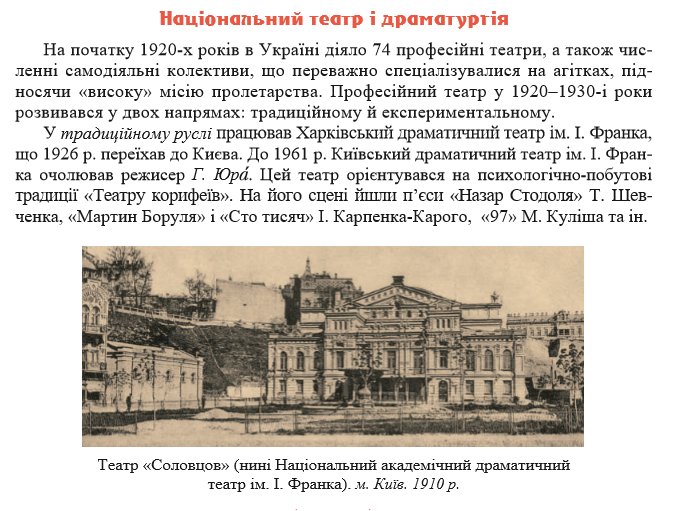 Національний театр і драматургія
На початку 1920-х років в Україні діяло 74 професійні театри, а також чис-
ленні самодіяльні колективи, що переважно спеціалізувалися на агітках, під-
носячи «високу» місію пролетарства. Професійний театр у 1920–1930-і роки
розвивався у двох напрямах: традиційному й експериментальному.
У традиційному руслі працював Харківський драматичний театр ім. І. Франка,
що 1926 р. переїхав до Києва. До 1961 р. Київський драматичний театр ім. І. Фран-
ка очолював режисер Г. Юра́. Цей театр орієнтувався на психологічно-побутові
традиції «Театру корифеїв». На його сцені йшли п’єси «Назар Стодоля» Т. Шев-
ченка, «Мартин Боруля» і «Сто тисяч» І. Карпенка-Карого, «97» М. Куліша та ін.
Театр «Соловцов» (нині Національний академічний драматичний
театр ім. І. Франка). м. Київ. 1910 р.